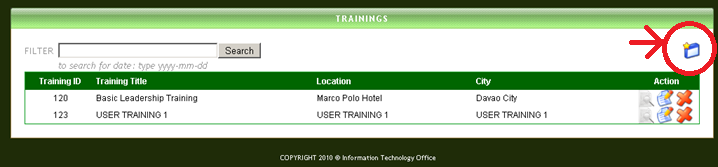 TRAININGS
FILTER Search
to search for date : type yyyy-mm-dd
Training ID Training Title Location City Action
120 Basic Leadership Training Marco Polo Hotel Davao City
123 USER TRAINING 1 USER TRAINING 1 USER TRAINING 1
COPYRIGHT 2010 © Information Technology Office